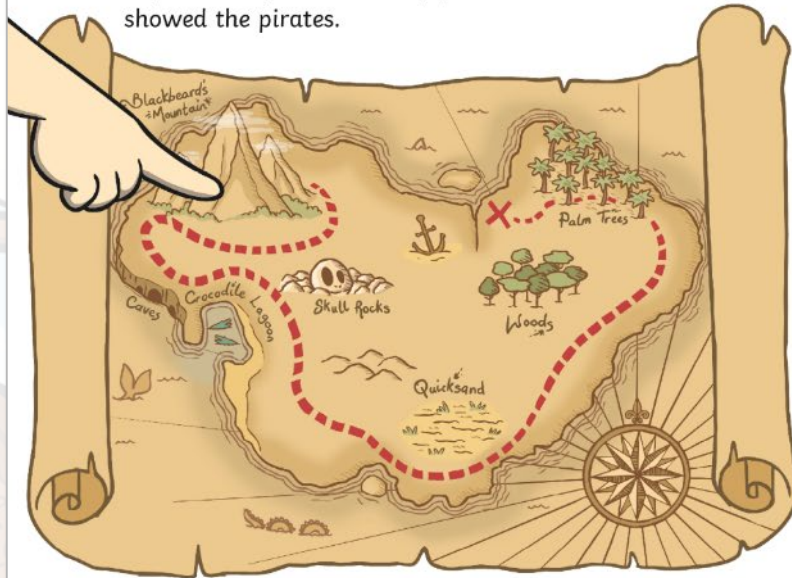 showed the pirates.
Blackbeard's
Mountain
Palm Trees
Caves
Crocodile Lagoon
Skull Rocks
Woods
Quicksand